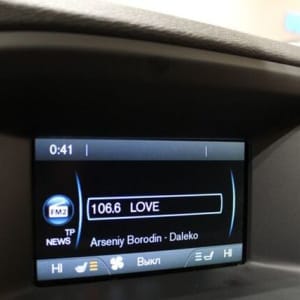 0:41
106.6 LOVE
FM2
TP
NEWS
Arseniy Borodin - Daleko
HI Выкл HI